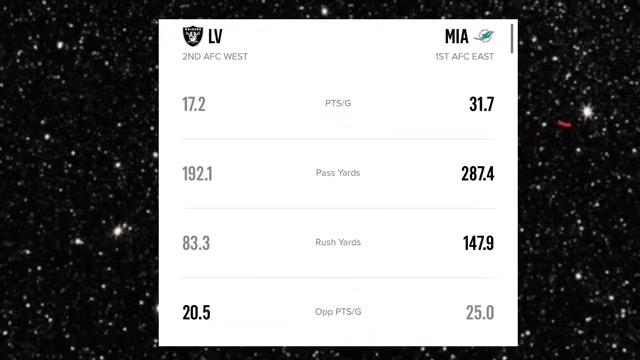 RAIDERS
LV
MIA
2ND AFC WEST
1ST AFC EAST
17.2 PTS/G 31.7
192.1 Pass Yards 287.4
83.3 Rush Yards 147.9
20.5 Opp PTS/G 25.0